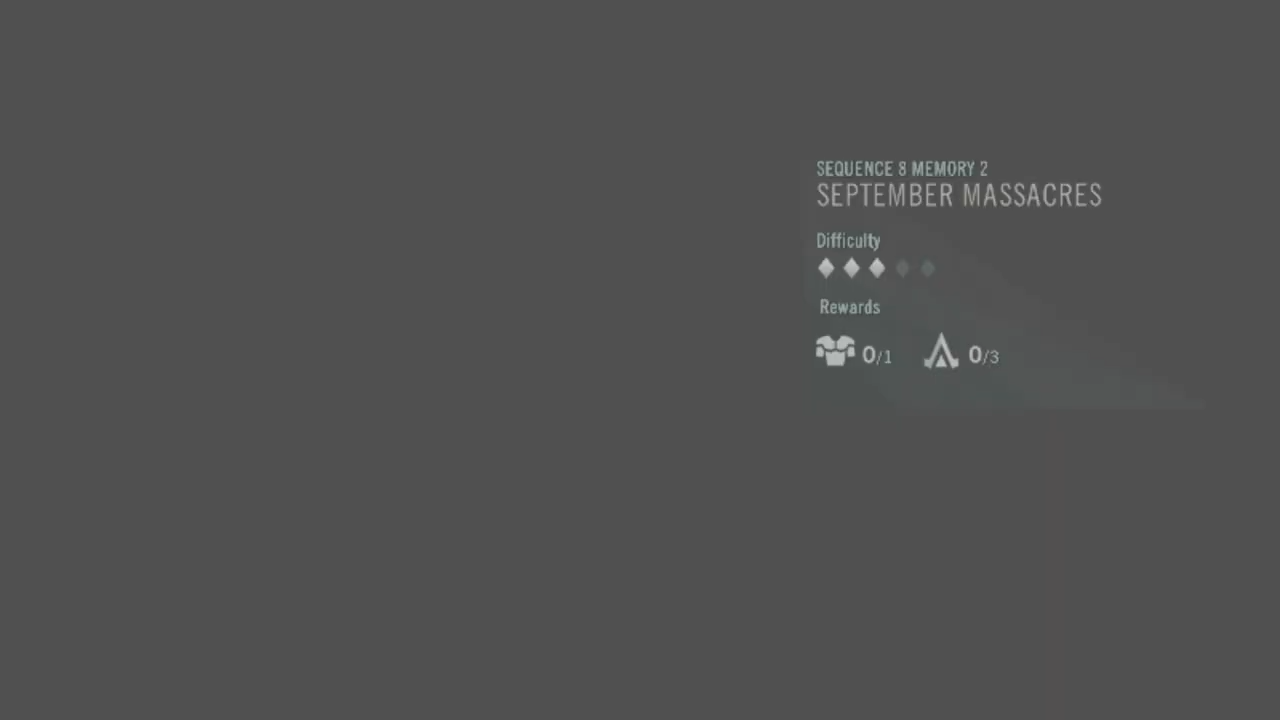 SEQUENCE 8 MEMORY 2
SEPTEMBER MASSACRES
Difficulty
Rewards
0/1 0/3